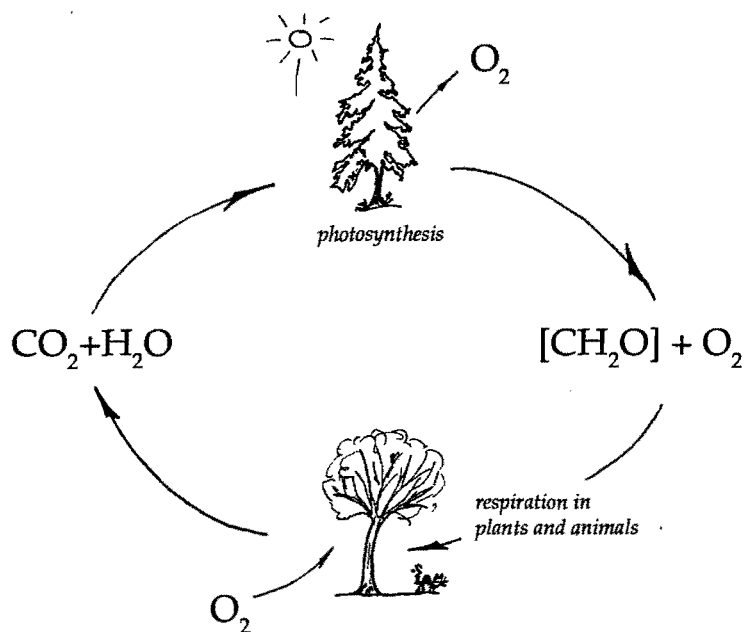 O₂
photosynthesis
CO₂+H₂O
[CH₂O] + O₂
respiration in
plants and animals
O₂